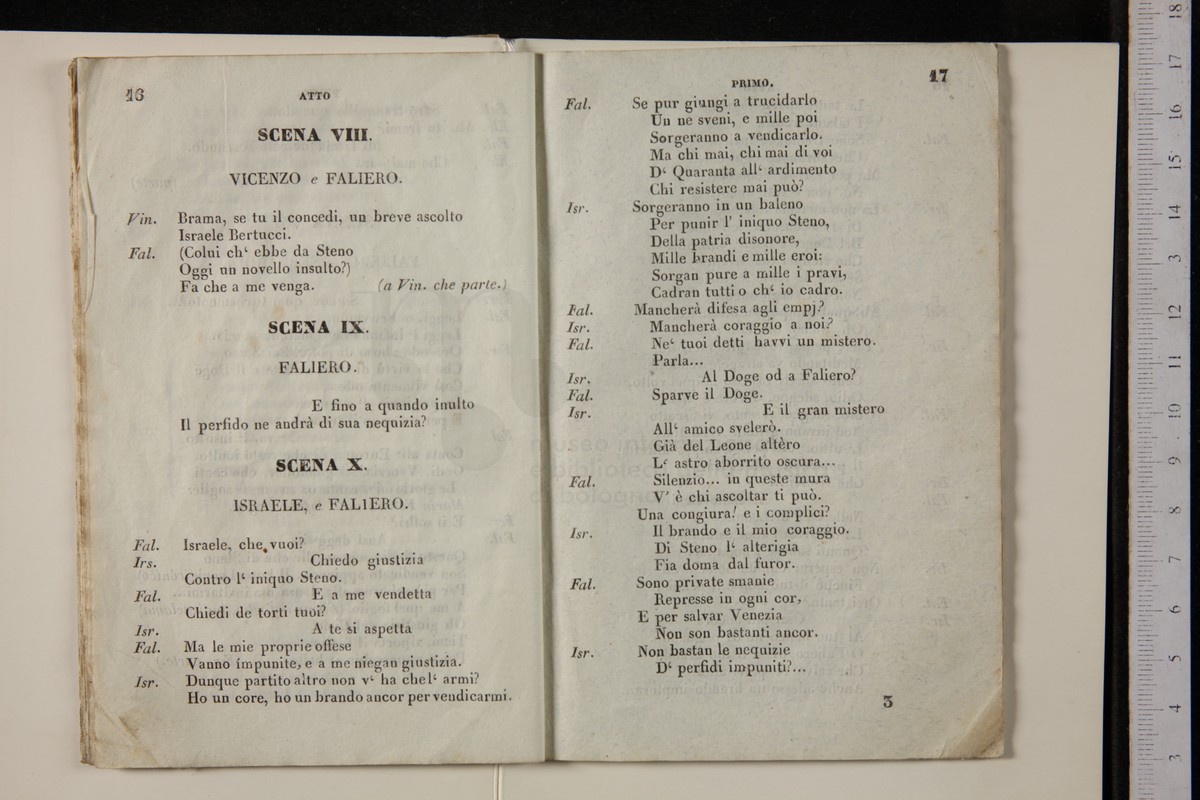 16
ATTO
SCENA VIII.
VICENZO e FALIERO.
Vin. Brama, se tu il concedi, un breve ascolto
Israele Bertucci.
Fal. (Colui ch‘ ebbe da Steno
Oggi un novello insulto?)
Fa che a me venga. (a Vin. che parte.)
SCENA IX.
FALIERO.
E fino a quando inulto
Il perfido ne andrà di sua nequizia?
SCENA X.
ISRAELE, e FALIERO.
Fal. Israele, che vuoi?
Irs. Chiedo giustizia
Contro l‘ iniquo Steno.
Fal. E a me vendetta
Chiedi de torti tuoi?
Isr. A te si aspetta
Fal. Ma le mie proprie offese
Vanno impunite, e a me niegan giustizia.
Isr. Dunque partito altro non v‘ ha che l‘ armi?
Ho un core, ho un brando ancor per vendicarmi.
PRIMO.
17
Fal. Se pur giungi a trucidarlo
Un ne sveni, e mille poi
Sorgeranno a vendicarlo.
Ma chi mai, chi mai di voi
D‘ Quaranta all‘ ardimento
Chi resistere mai può?
Isr. Sorgeranno in un baleno
Per punir l’ iniquo Steno,
Della patria disonore,
Mille brandi e mille eroi:
Sorgan pure a mille i pravi,
Cadran tutti o ch‘ io cadro.
Fal. Mancherà difesa agli empj?
Isr. Mancherà coraggio a noi?
Fal. Ne‘ tuoi detti havvi un mistero.
Parla...
Isr. Al Doge od a Faliero?
Fal. Sparve il Doge.
Isr. E il gran mistero
All‘ amico svelerò.
Già del Leone altèro
L‘ astro aborrito oscura...
Fal. Silenzio... in queste mura
V’ è chi ascoltar ti può.
Una congiura! e i complici?
Isr. Il brando e il mio coraggio.
Di Steno l‘ alterigia
Fia doma dal furor.
Fal. Sono private smanie
Represse in ogni cor,
E per salvar Venezia
Non son bastanti ancor.
Isr. Non bastan le nequizie
D‘ perfidi impuniti?...
3